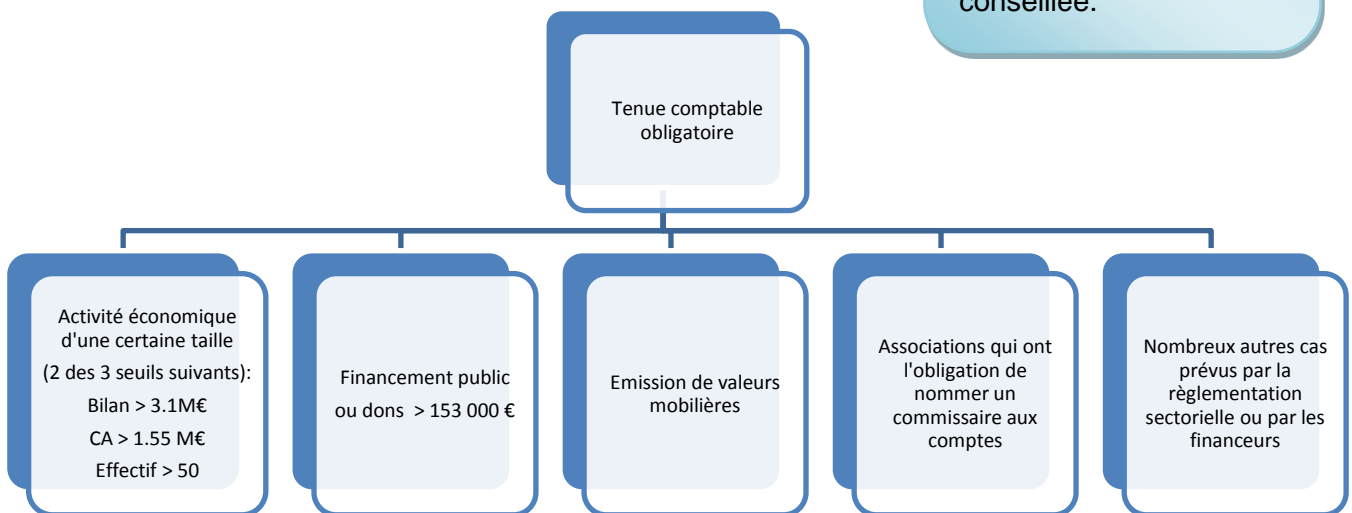 conseillée.
Tenue comptable
obligatoire
Activité économique
d'une certaine taille
(2 des 3 seuils suivants):
Bilan > 3.1M€
CA > 1.55 M€
Effectif > 50
Financement public
ou dons > 153 000 €
Emission de valeurs
mobilières
Associations qui ont
l'obligation de
nommer un
commissaire aux
comptes
Nombreux autres cas
prévus par la
règlementation
sectorielle ou par les
financeurs